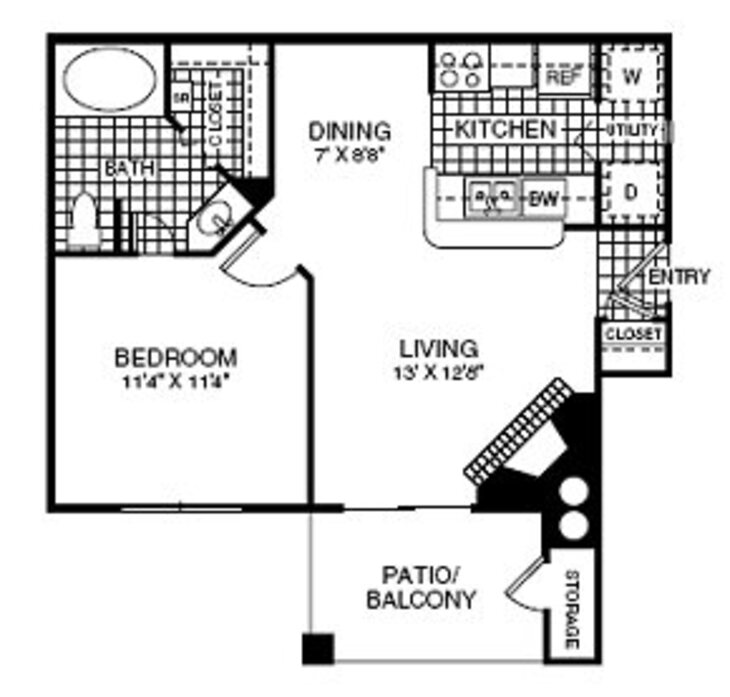 REF
W
BR
CLOSET
DINING
7' X 8'8"
KITCHEN
UTILITY
BATH
DW
D
ENTRY
CLOSET
BEDROOM
11'4" X 11'4"
LIVING
13' X 12'8"
PATIO/
BALCONY
STORAGE